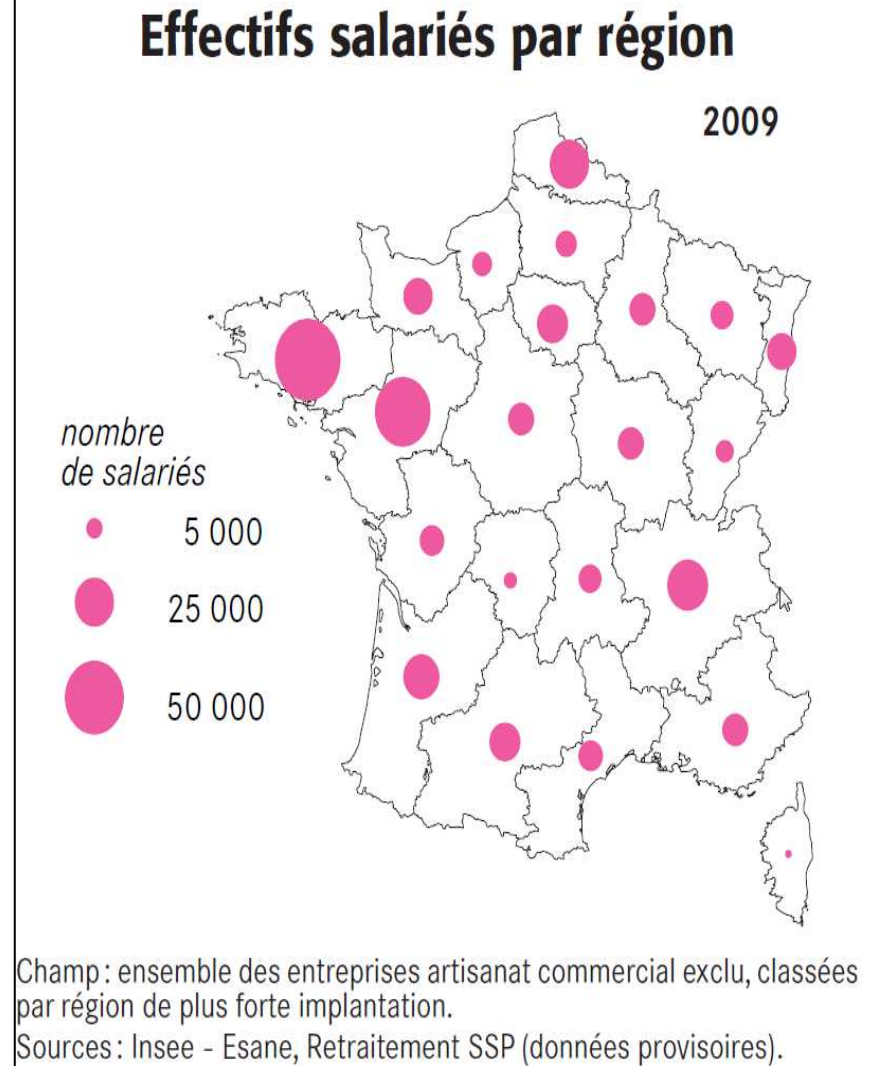 Effectifs salariés par région
2009
nombre
de salariés
5 000
25 000
50 000
Champ : ensemble des entreprises artisanat commercial exclu, classées
par région de plus forte implantation.
Sources : Insee - Esane, Retraitement SSP (données provisoires).